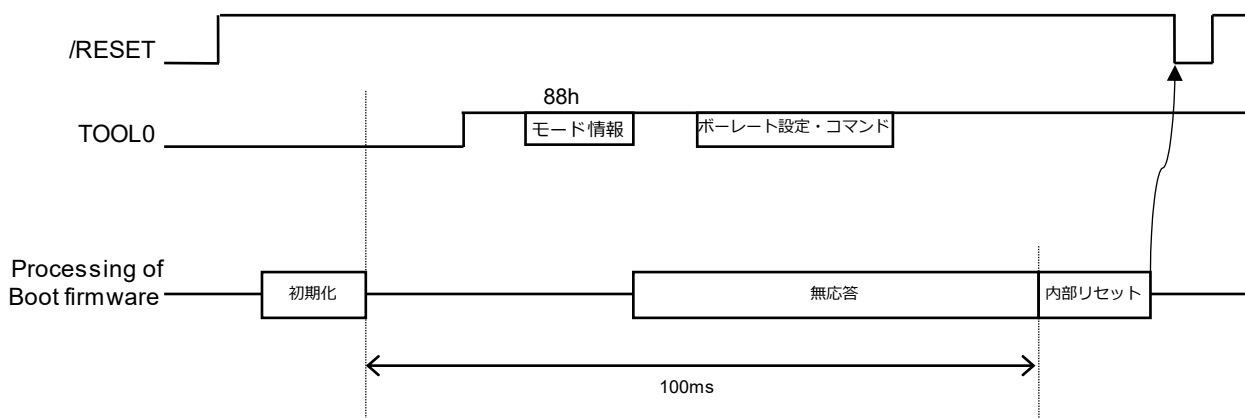 /RESET
88h
TOOL0
モード情報
ボーレート設定・コマンド
Processing of
Boot firmware
初期化
無応答
内部リセット
100ms